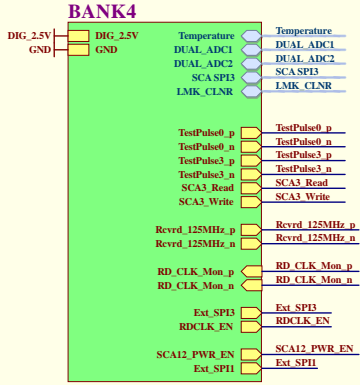 BANK4
DIG_2.5V DIG_2.5V Temperature Temperature
GND GND DUAL_ADC1 DUAL_ADC1
DUAL_ADC2 DUAL_ADC2
SCA SPI3 SCA SPI3
LMK_CLNR LMK_CLNR
TestPulse0_p TestPulse0_p
TestPulse0_n TestPulse0_n
TestPulse3_p TestPulse3_p
TestPulse3_n TestPulse3_n
SCA3_Read SCA3_Read
SCA3_Write SCA3_Write
Rcvrd_125MHz_p Rcvrd_125MHz_p
Rcvrd_125MHz_n Rcvrd_125MHz_n
RD_CLK_Mon_p RD_CLK_Mon_p
RD_CLK_Mon_n RD_CLK_Mon_n
Ext_SPI3 Ext_SPI3
RDCLK_EN RDCLK_EN
SCA12_PWR_EN SCA12_PWR_EN
Ext_SPI1 Ext_SPI1